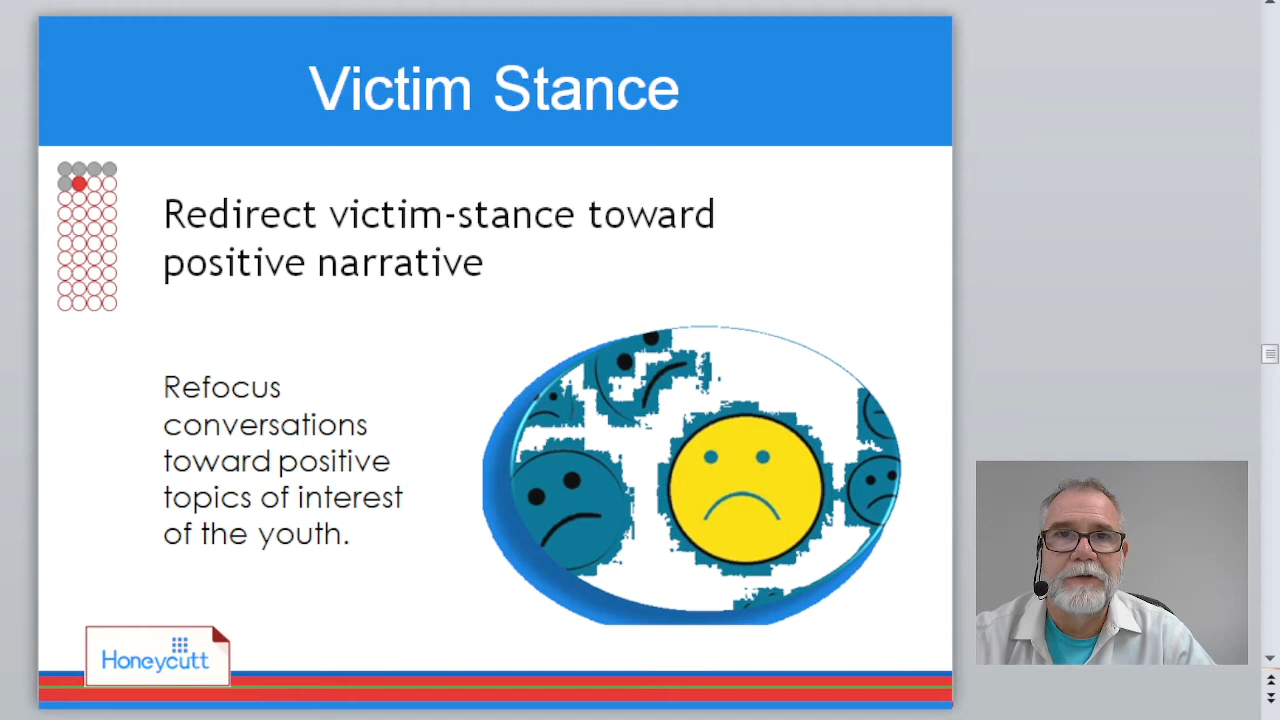 Victim Stance
Redirect victim-stance toward
positive narrative
Refocus
conversations
toward positive
topics of interest
of the youth.
Honeycutt